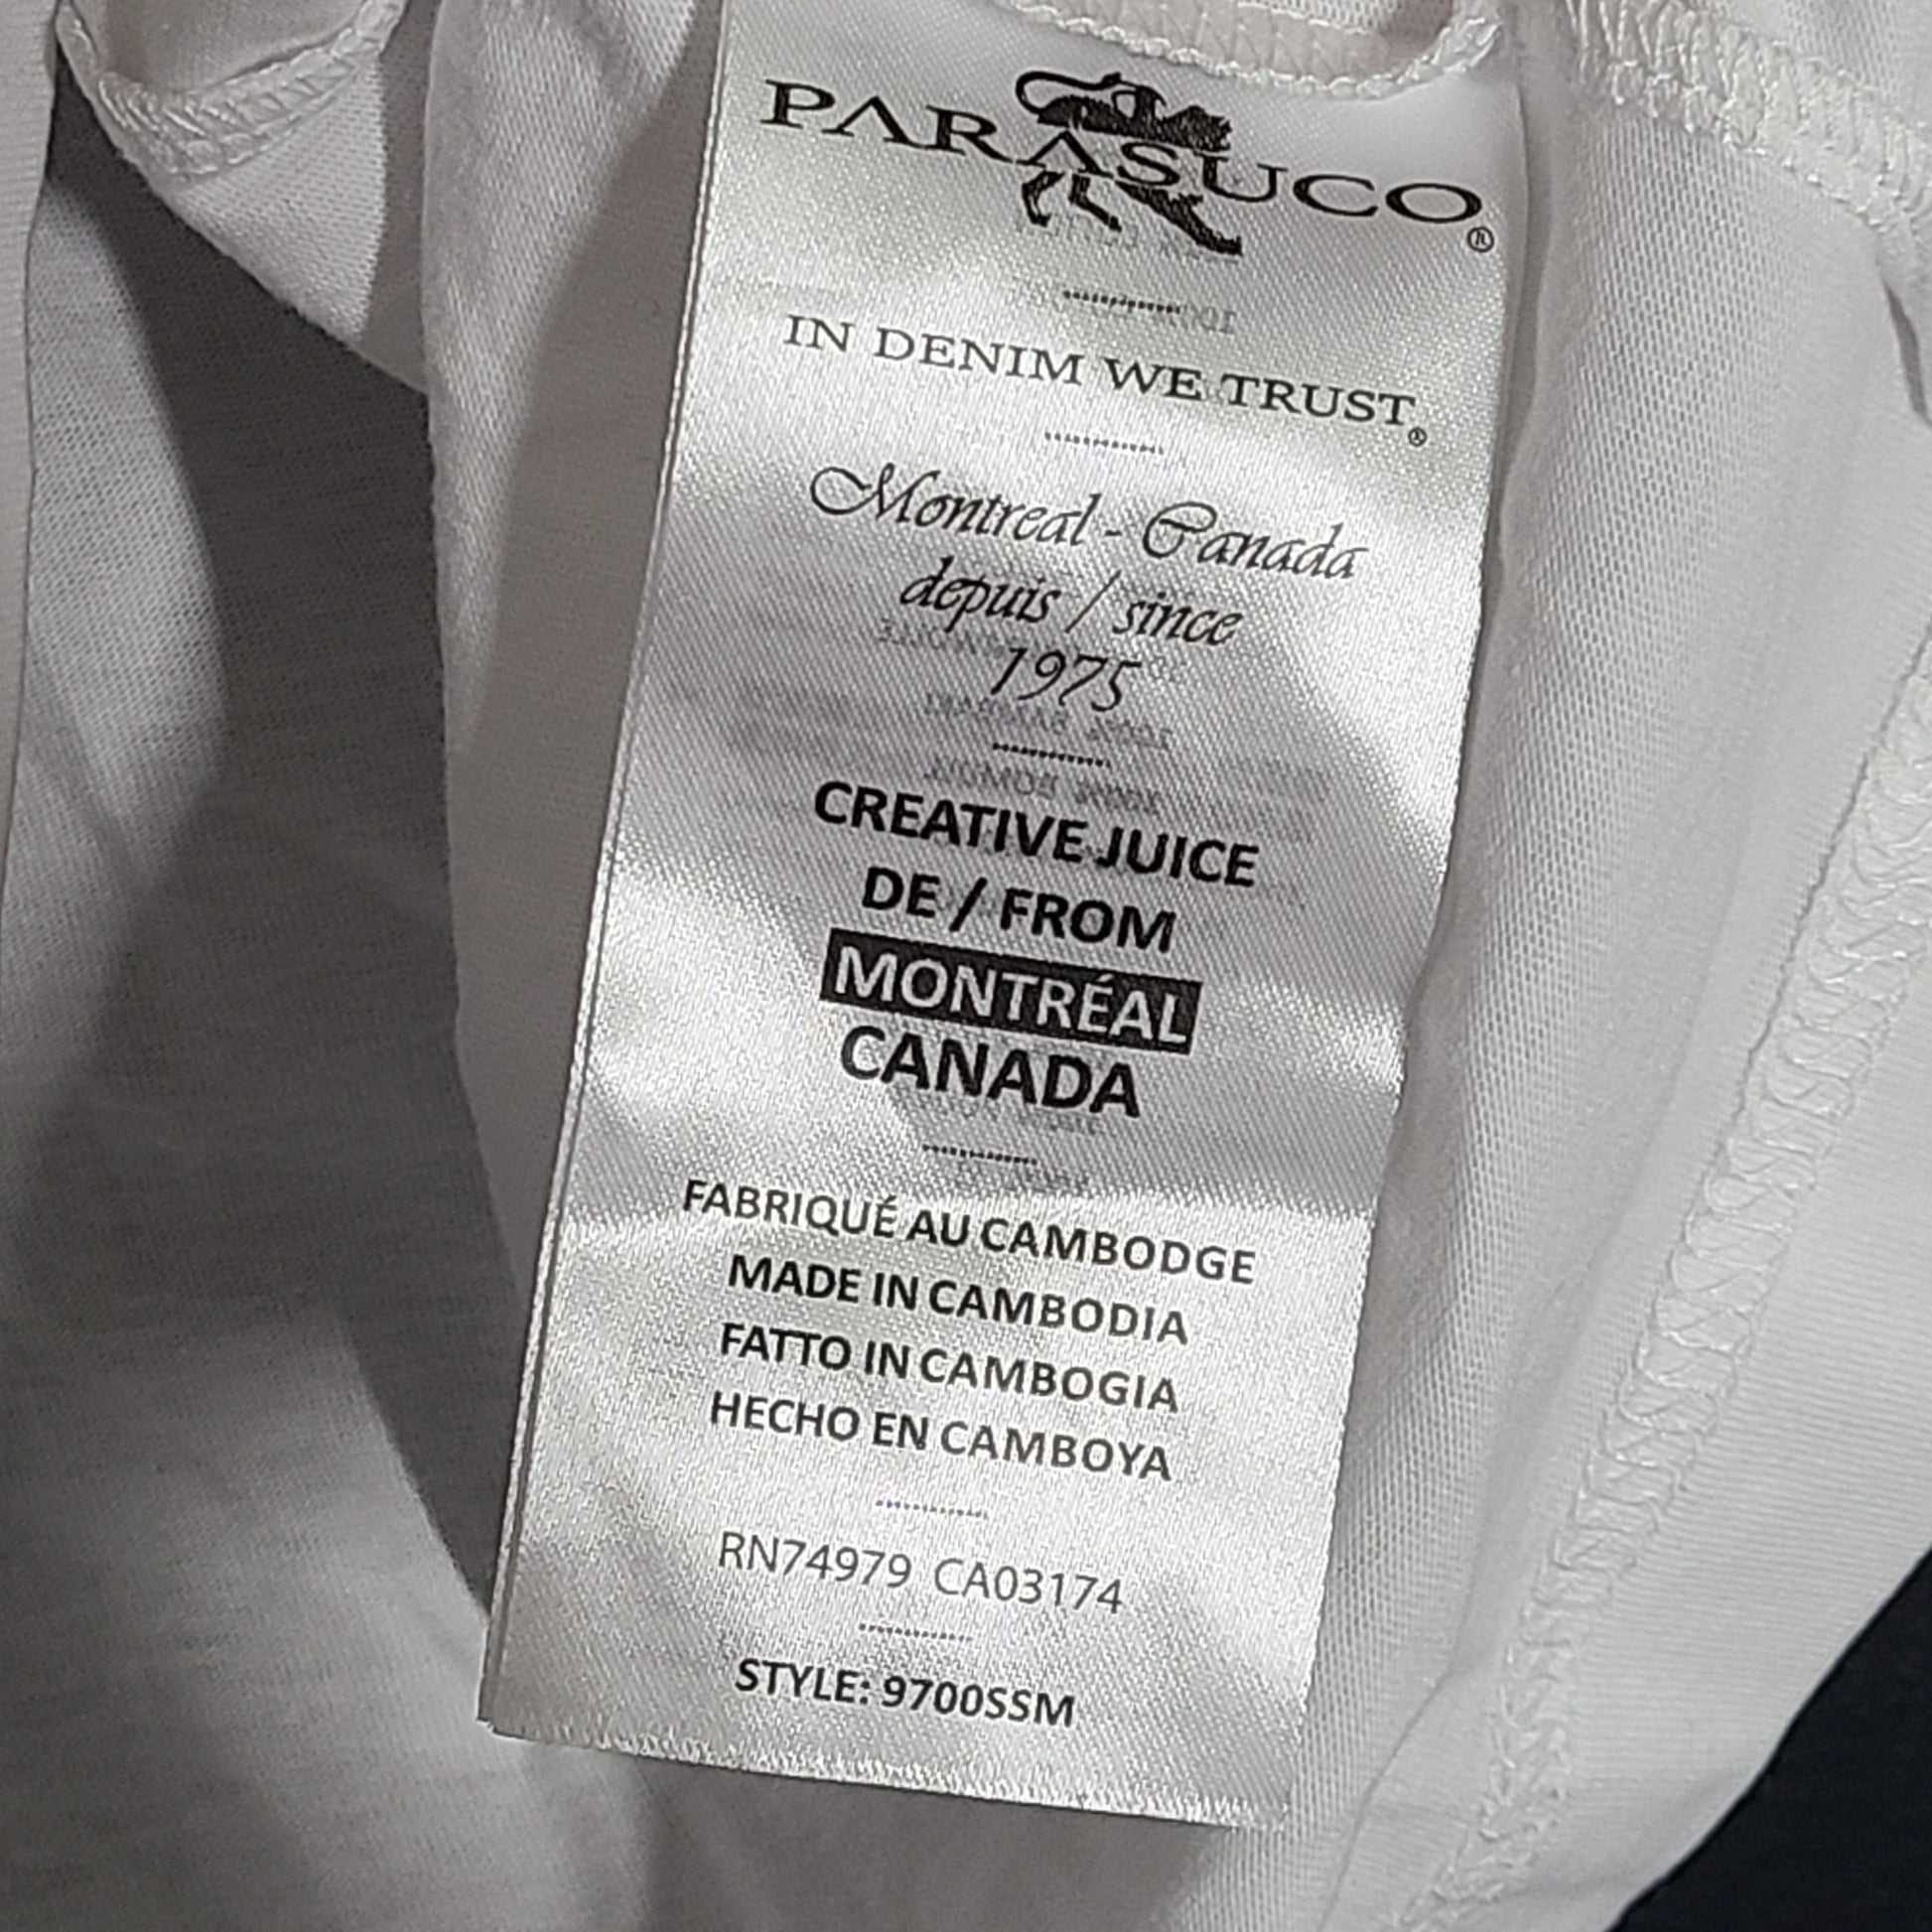 PARASUCO®
IN DENIM WE TRUST®
Montreal - Canada
depuis / since
1975
CREATIVE JUICE
DE / FROM
MONTRÉAL
CANADA
FABRIQUÉ AU CAMBODGE
MADE IN CAMBODIA
FATTO IN CAMBOGIA
HECHO EN CAMBOYA
RN74979 CA03174
STYLE: 9700SSM